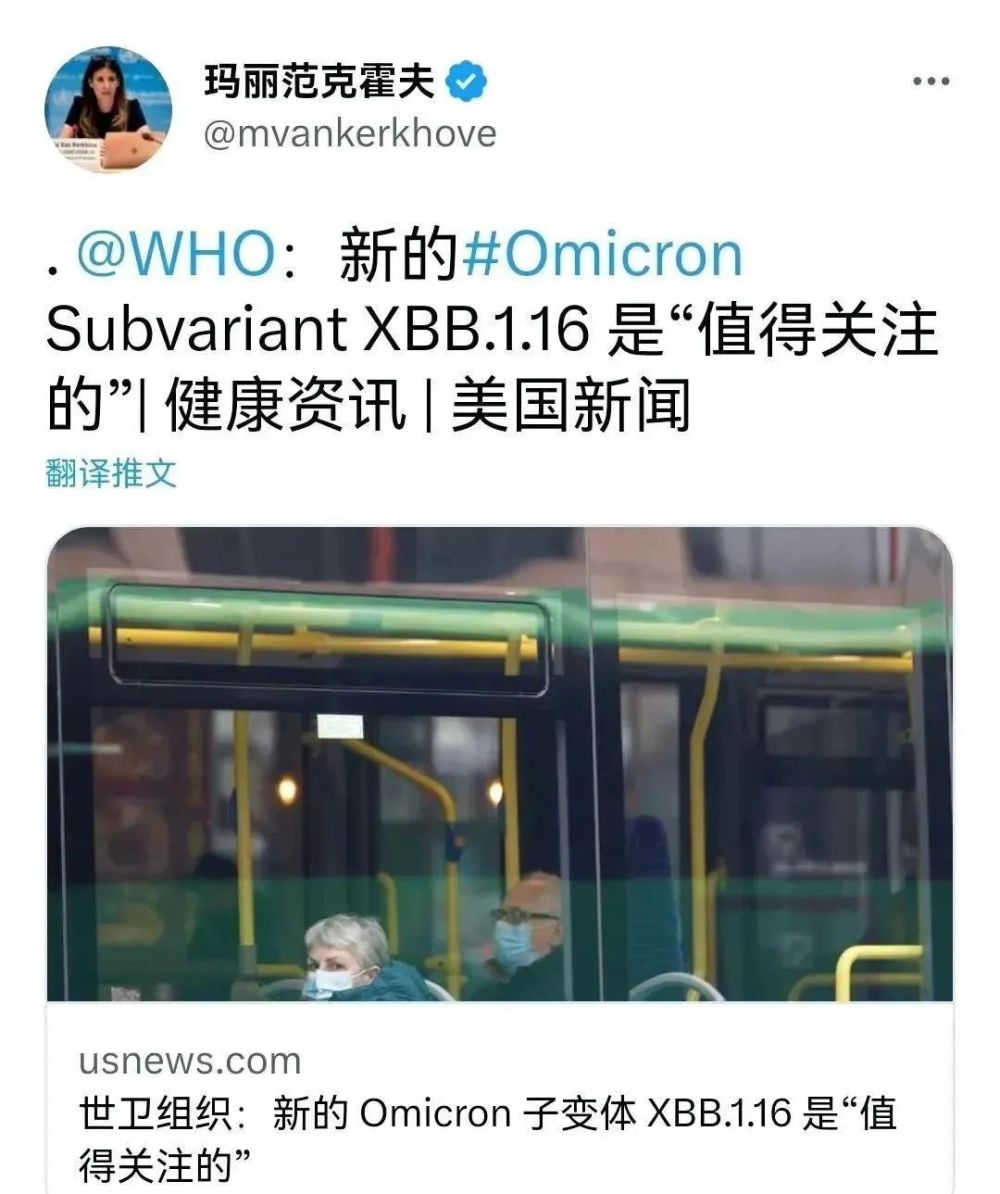 玛丽范克霍夫
@mvankerkhove
. @WHO：新的#Omicron
Subvariant XBB.1.16 是“值得关注
的”| 健康资讯 | 美国新闻
翻译推文
usnews.com
世卫组织：新的 Omicron 子变体 XBB.1.16 是“值
得关注的”